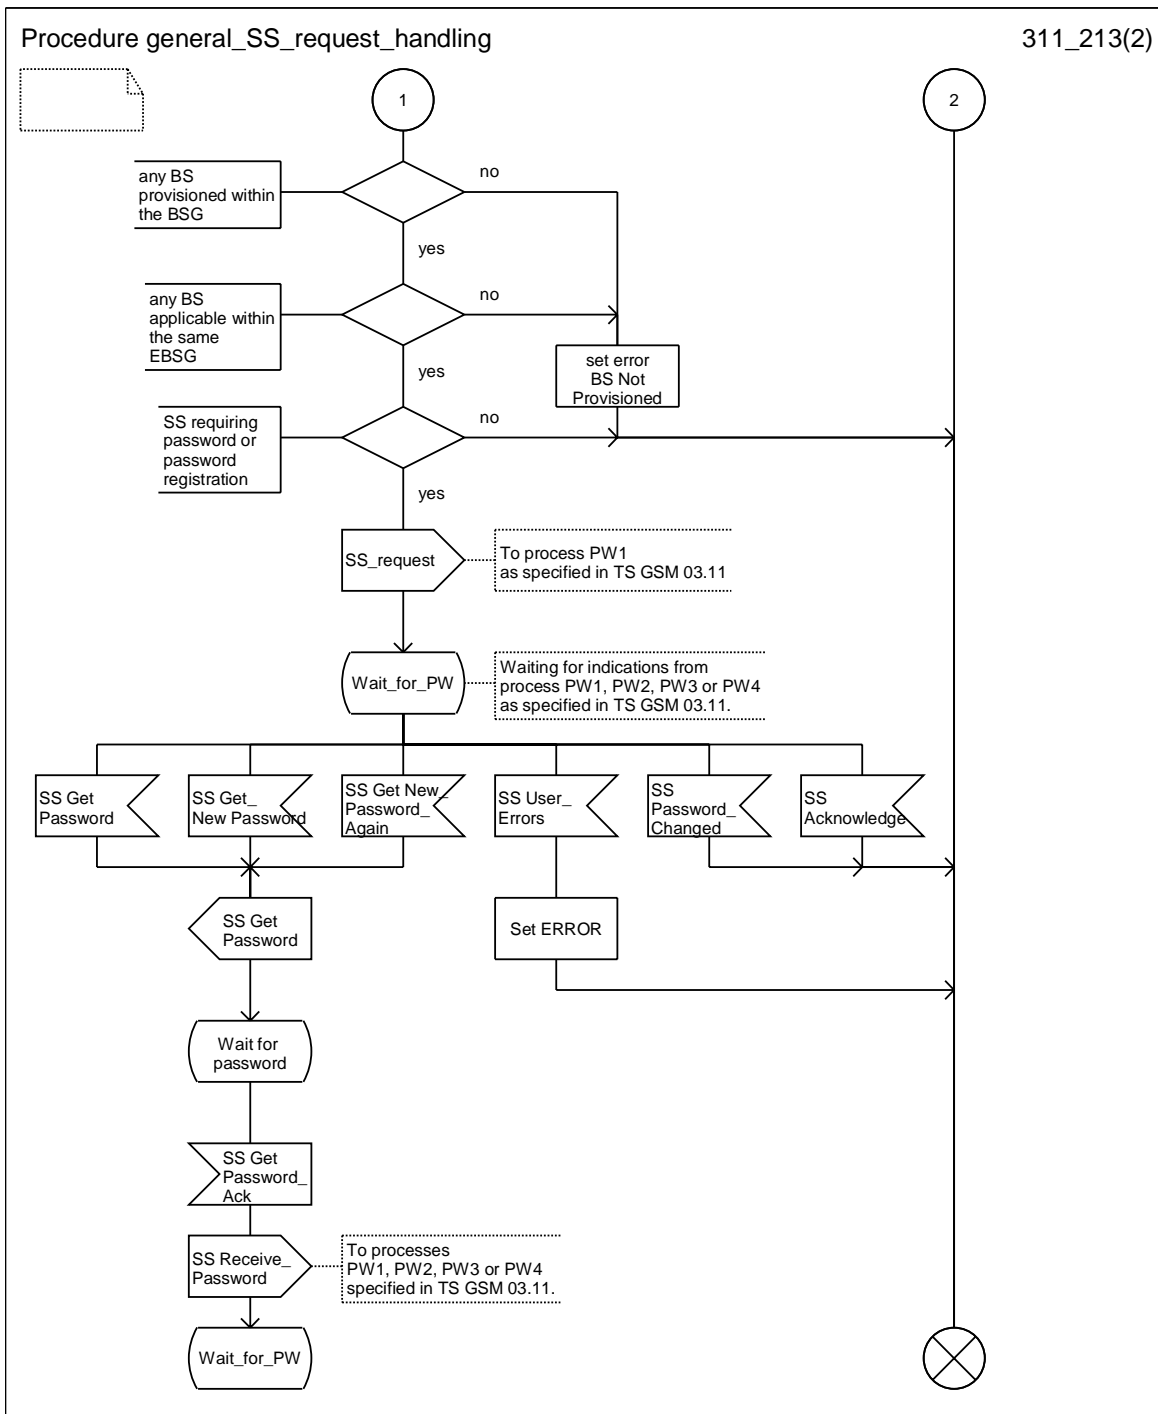 Procedure general_SS_request_handling
311_213(2)
1
2
any BS
provisioned within
the BSG
no
yes
any BS
applicable within
the same
EBSG
no
set error
BS Not
Provisioned
yes
SS requiring
password or
password
registration
no
yes
SS_request
To process PW1
as specified in TS GSM 03.11
Wait_for_PW
Waiting for indications from
process PW1, PW2, PW3 or PW4
as specified in TS GSM 03.11.
SS Get
Password
SS Get_
New Password
SS Get New_
Password_
Again
SS User_
Errors
SS
Password_
Changed
SS
Acknowledge
SS Get
Password
Set ERROR
Wait for
password
SS Get
Password_
Ack
SS Receive_
Password
To processes
PW1, PW2, PW3 or PW4
specified in TS GSM 03.11.
Wait_for_PW